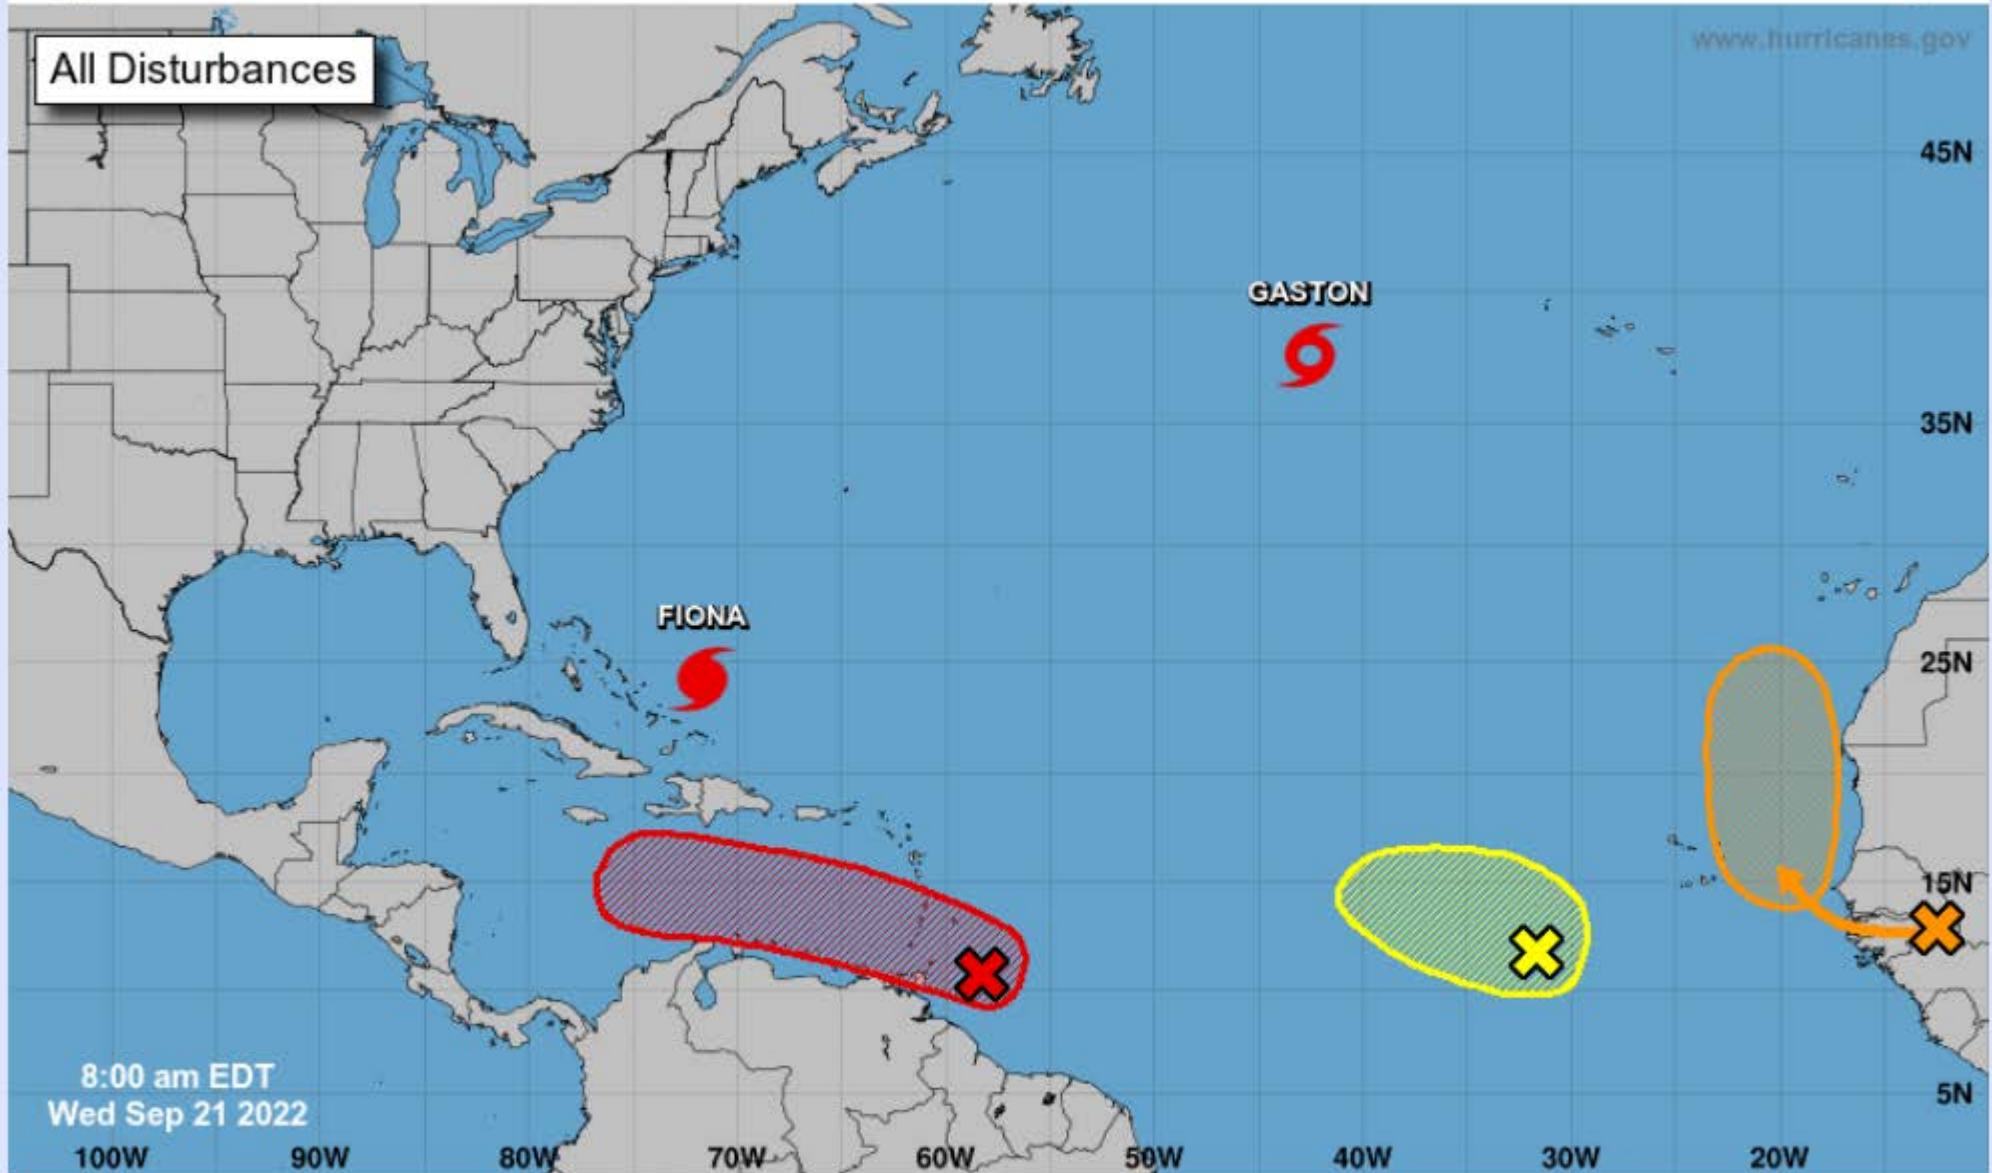 All Disturbances
www.hurricanes.gov
45N
GASTON
35N
FIONA
25N
15N
8:00 am EDT
Wed Sep 21 2022
5N
100W 90W 80W 70W 60W 50W 40W 30W 20W